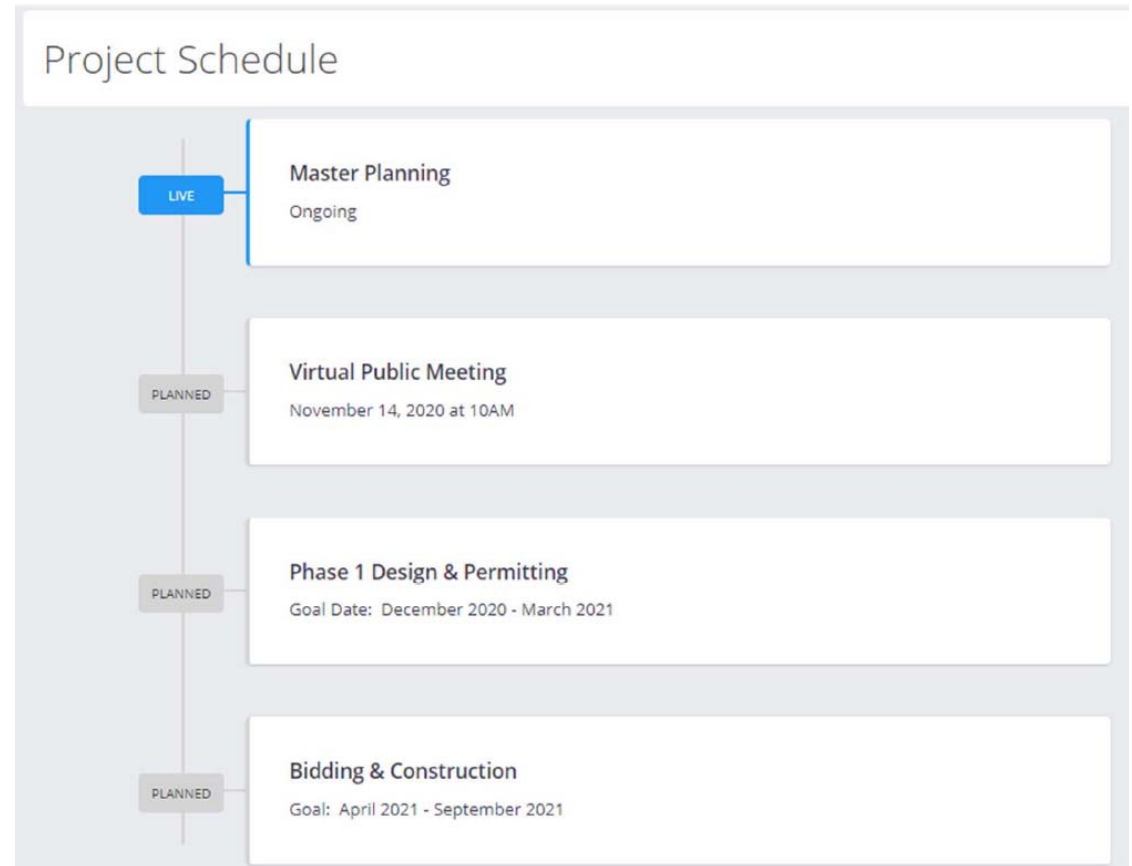 Project Schedule
LIVE
Master Planning
Ongoing
PLANNED
Virtual Public Meeting
November 14, 2020 at 10AM
PLANNED
Phase 1 Design & Permitting
Goal Date: December 2020 - March 2021
PLANNED
Bidding & Construction
Goal: April 2021 - September 2021